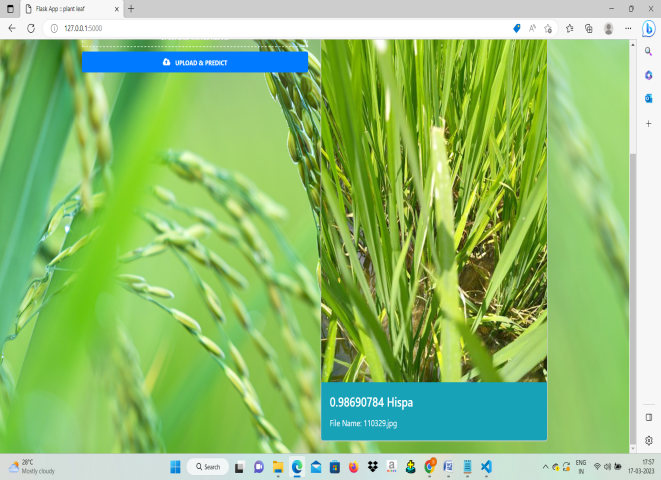 Flask App :: plant leaf
127.0.0.1:5000
UPLOAD & PREDICT
0.98690784 Hispa
File Name: 110329.jpg
26°C
Mostly cloudy
Search
ENG
IN
17:57
17-03-2023